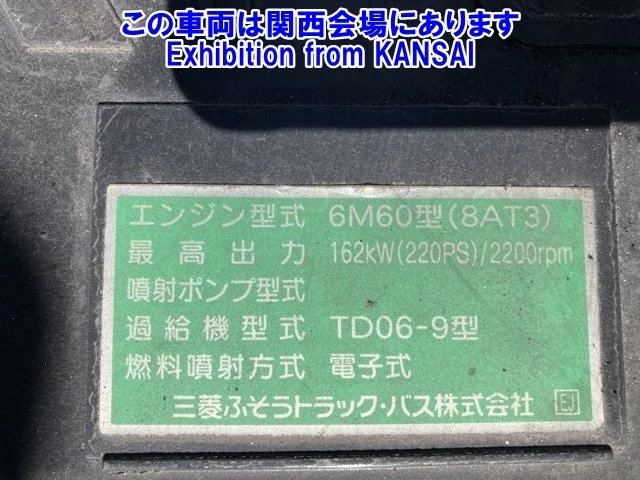 この車両は関西会場にあります
Exhibition from KANSAI
エンジン型式 6M60型(8AT3)
最高出力 162kW(220PS)/2200rpm
噴射ポンプ型式
過給機型式 TD06-9型
燃料噴射方式 電子式
三菱ふそうトラック・バス株式会社 EJ